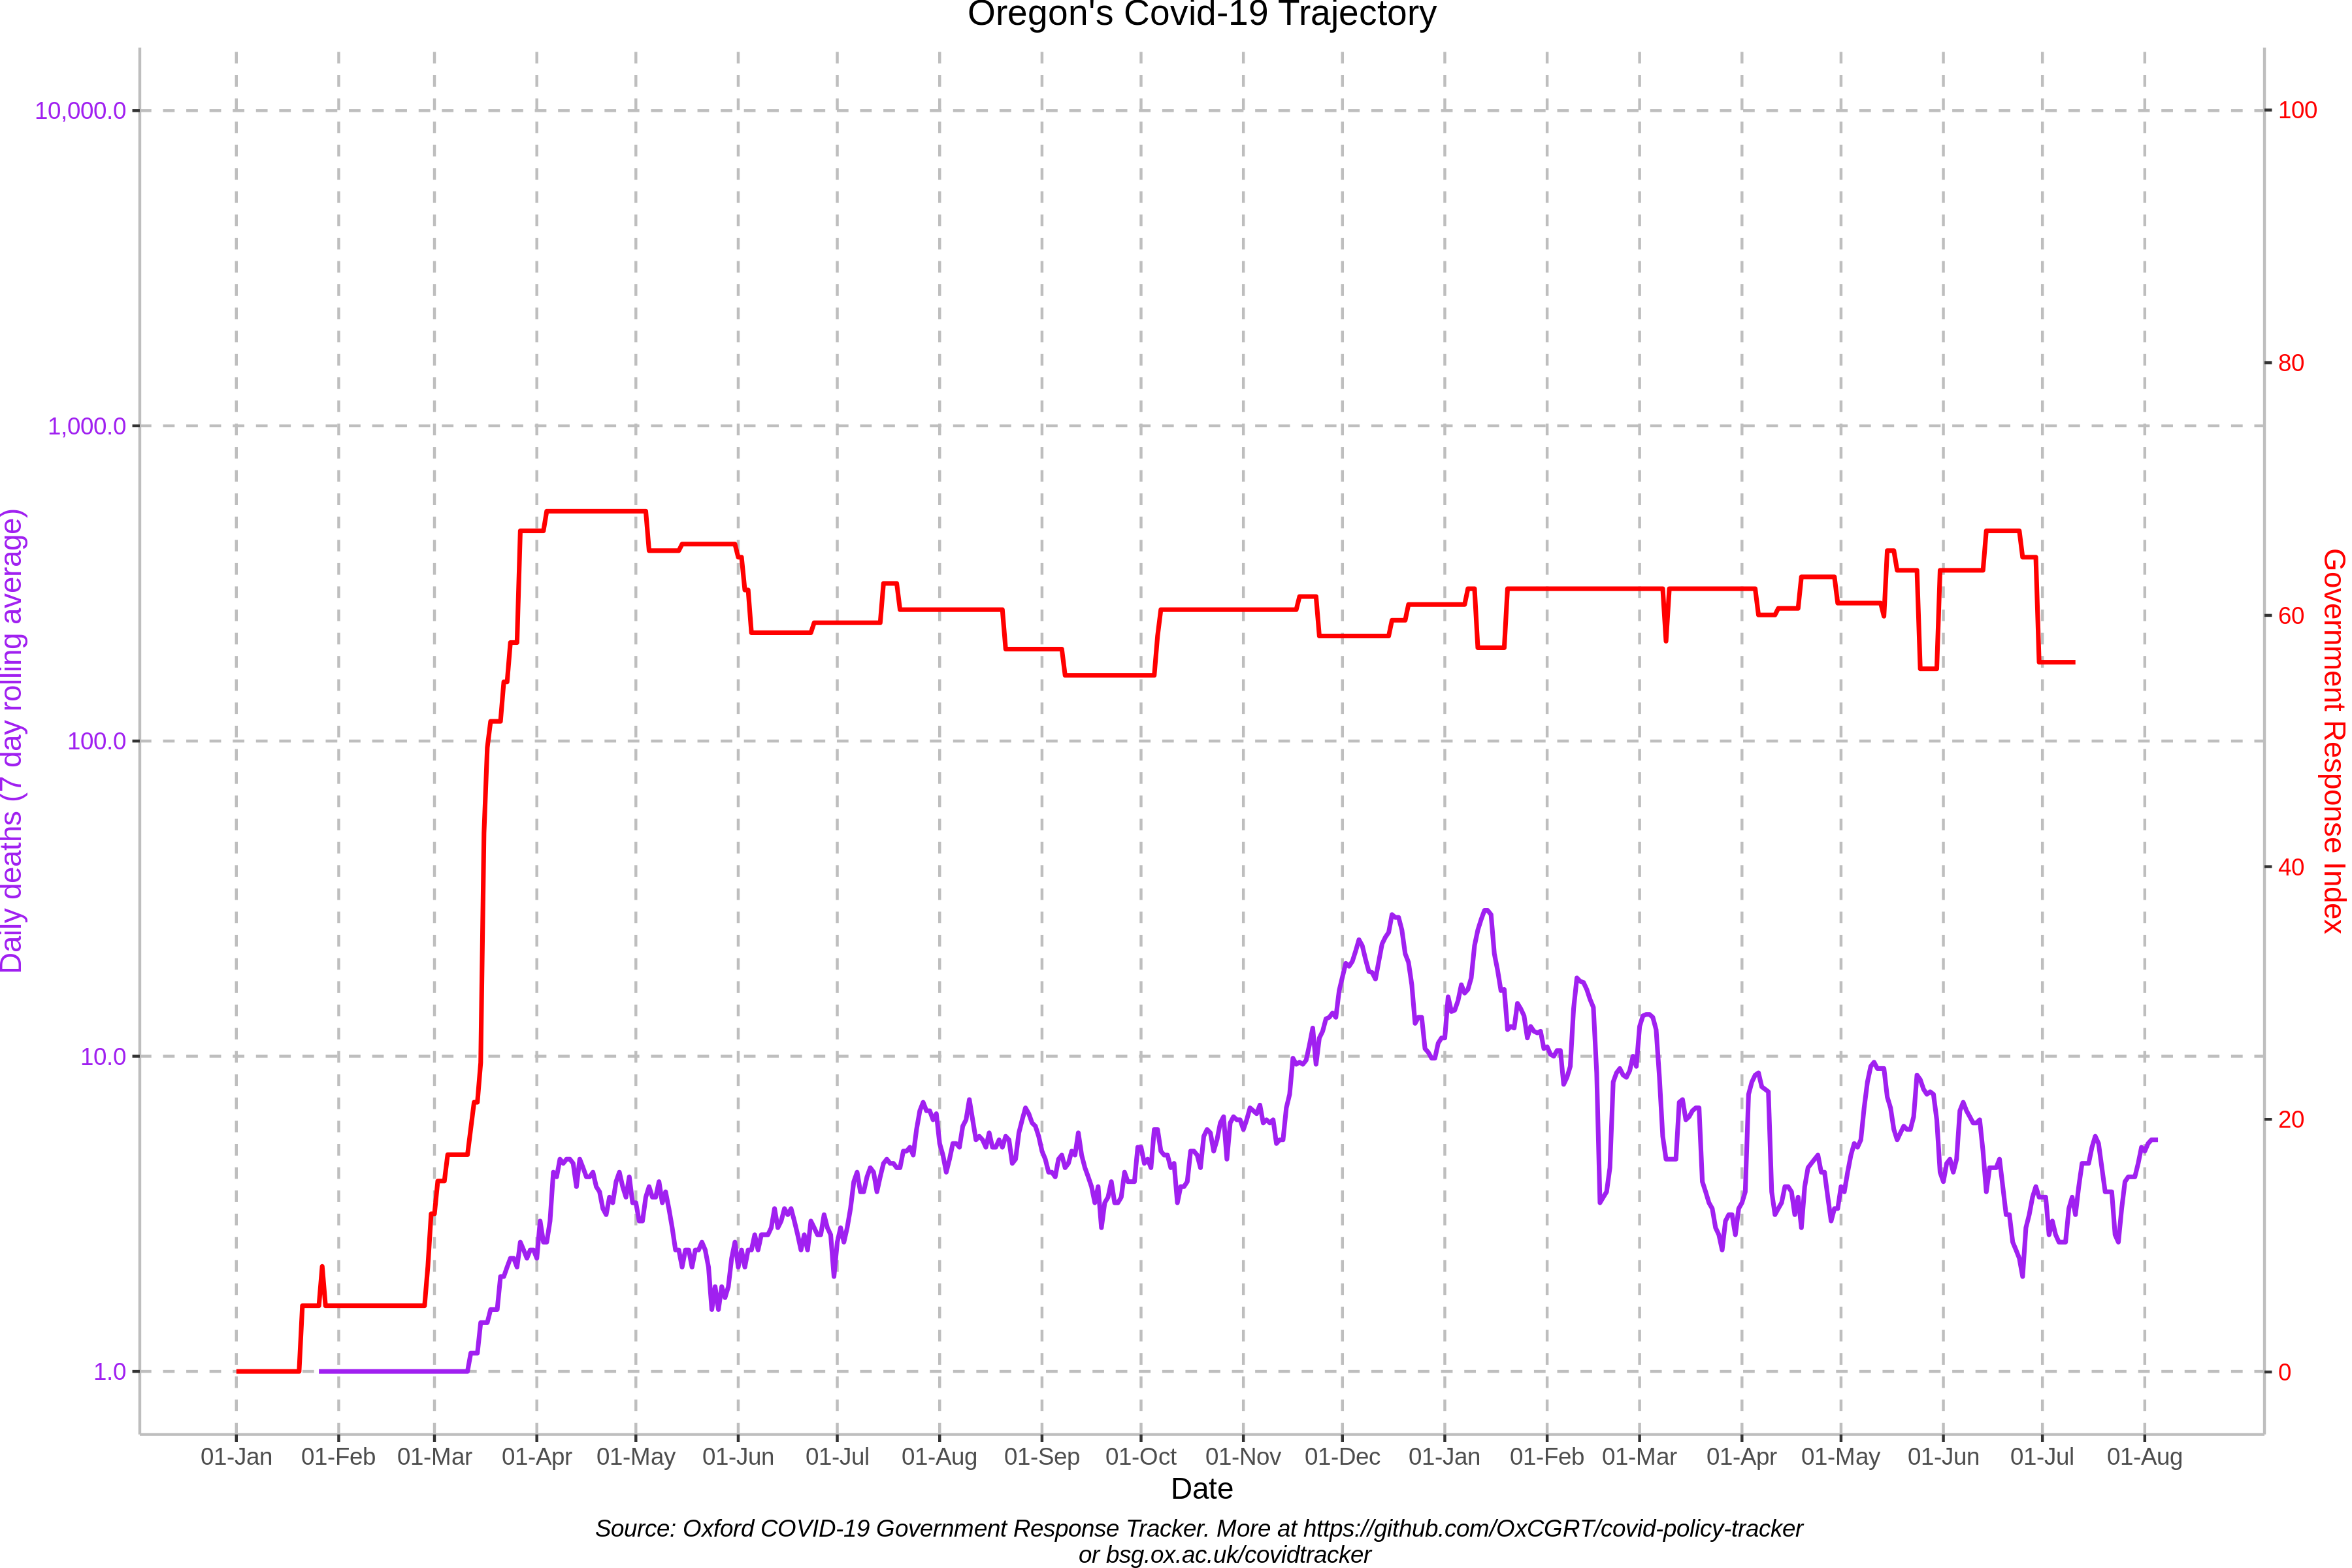 Oregon's Covid-19 Trajectory
10,000.0
1,000.0
100.0
10.0
1.0
Daily deaths (7 day rolling average)
100
80
60
40
20
0
Government Response Index
01-Jan 01-Feb 01-Mar 01-Apr 01-May 01-Jun 01-Jul 01-Aug 01-Sep 01-Oct 01-Nov 01-Dec 01-Jan 01-Feb 01-Mar 01-Apr 01-May 01-Jun 01-Jul 01-Aug
Date
Source: Oxford COVID-19 Government Response Tracker. More at https://github.com/OxCGRT/covid-policy-tracker
or bsg.ox.ac.uk/covidtracker